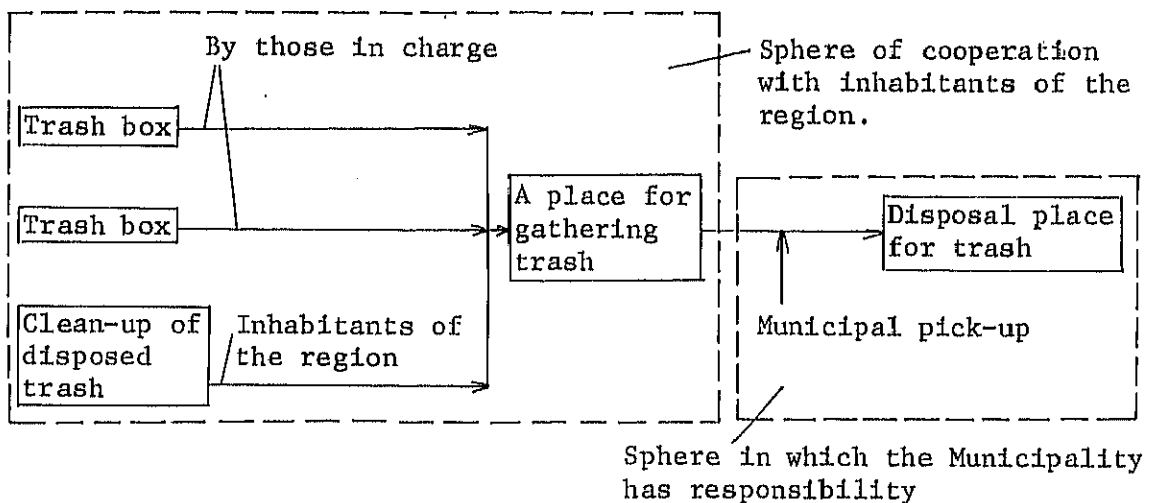 By those in charge
Sphere of cooperation
with inhabitants of the
region.
Trash box
Trash box
A place for
gathering
trash
Disposal place
for trash
Clean-up of
disposed
trash
Inhabitants of
the region
Municipal pick-up
Sphere in which the Municipality
has responsibility